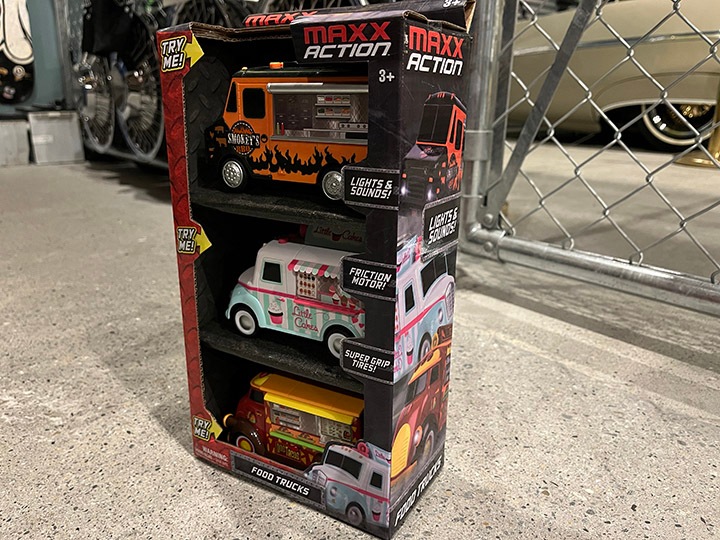 TRY
ME!
MAXX
ACTION
3+
MAXX
ACTION
SMOKEY'S
BBQ
LIGHTS &
SOUNDS!
LIGHTS &
SOUNDS!
TRY
ME!
Little Cakes
FRICTION
MOTOR!
Little
Cakes
SUPER GRIP
TIRES!
TRY
ME!
WARNING:
FOOD TRUCKS
FOOD TRUCKS